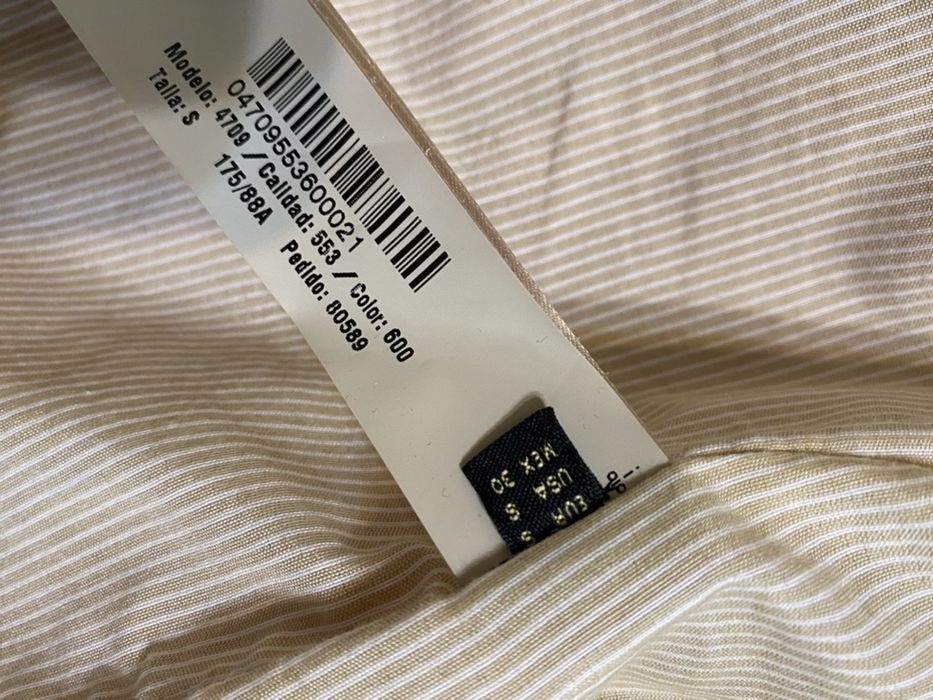 04709553600021
Modelo: 4709 / Calidad: 553 / Color: 600
Talla: S
175/88A
Pedido: 80589
EUR S
USA S
MEX 30